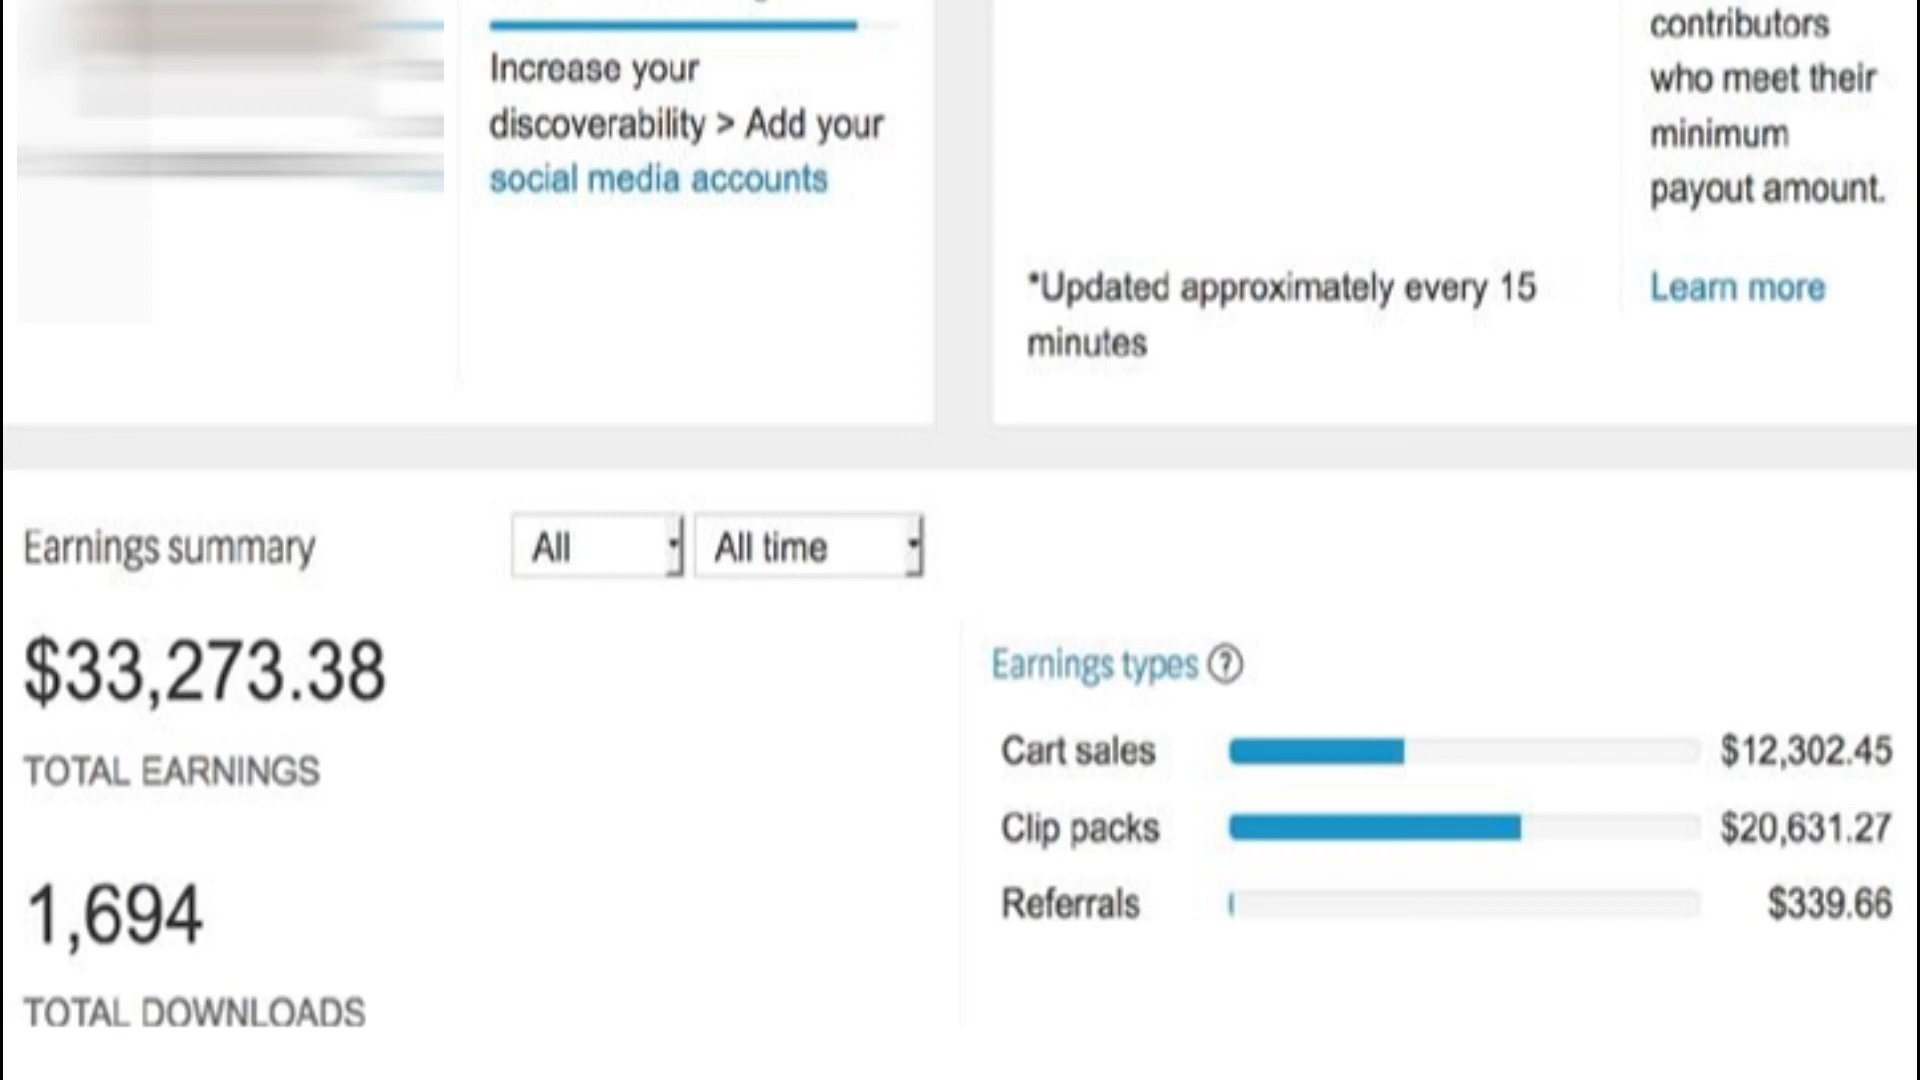 Increase your
discoverability > Add your
social media accounts
contributors
who meet their
minimum
payout amount.
*Updated approximately every 15
minutes
Learn more
Earnings summary
All
All time
$33,273.38
TOTAL EARNINGS
1,694
TOTAL DOWNLOADS
Earnings types ?
Cart sales $12,302.45
Clip packs $20,631.27
Referrals $339.66